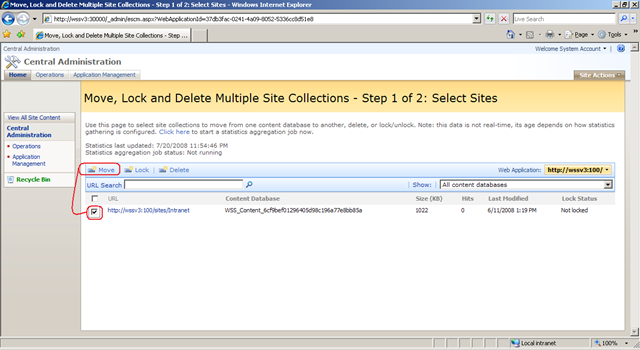 Move, Lock and Delete Multiple Site Collections - Step 1 of 2: Select Sites - Windows Internet Explorer
http://wssv3:30000/_admin/escm.aspx?WebApplicationId=37db3fac-0241-4a09-8052-5336cc8d51e8
Live Search
Move, Lock and Delete Multiple Site Collections - Step ...
Page
Tools
Central Administration
Welcome System Account
Central Administration
Home
Operations
Application Management
Site Actions
Move, Lock and Delete Multiple Site Collections - Step 1 of 2: Select Sites
View All Site Content
Central Administration
Operations
Application Management
Recycle Bin
Use this page to select site collections to move from one content database to another, delete, or lock/unlock. Note: this data is not real-time, its age depends on how statistics
gathering is configured. Click here to start a statistics aggregation job now.
Statistics last updated: 7/20/2008 11:54:46 PM
Statistics aggregation job status: Not running
Move Lock Delete
Web Application: http://wssv3:100/
URL Search
Show: All content databases
URL Content Database Size (KB) Hits Last Modified Lock Status
http://wssv3:100/sites/Intranet WSS_Content_6cf9bef01296405d98c196a77e8bb85a 1022 0 6/11/2008 1:19 PM Not locked
Local intranet
100%